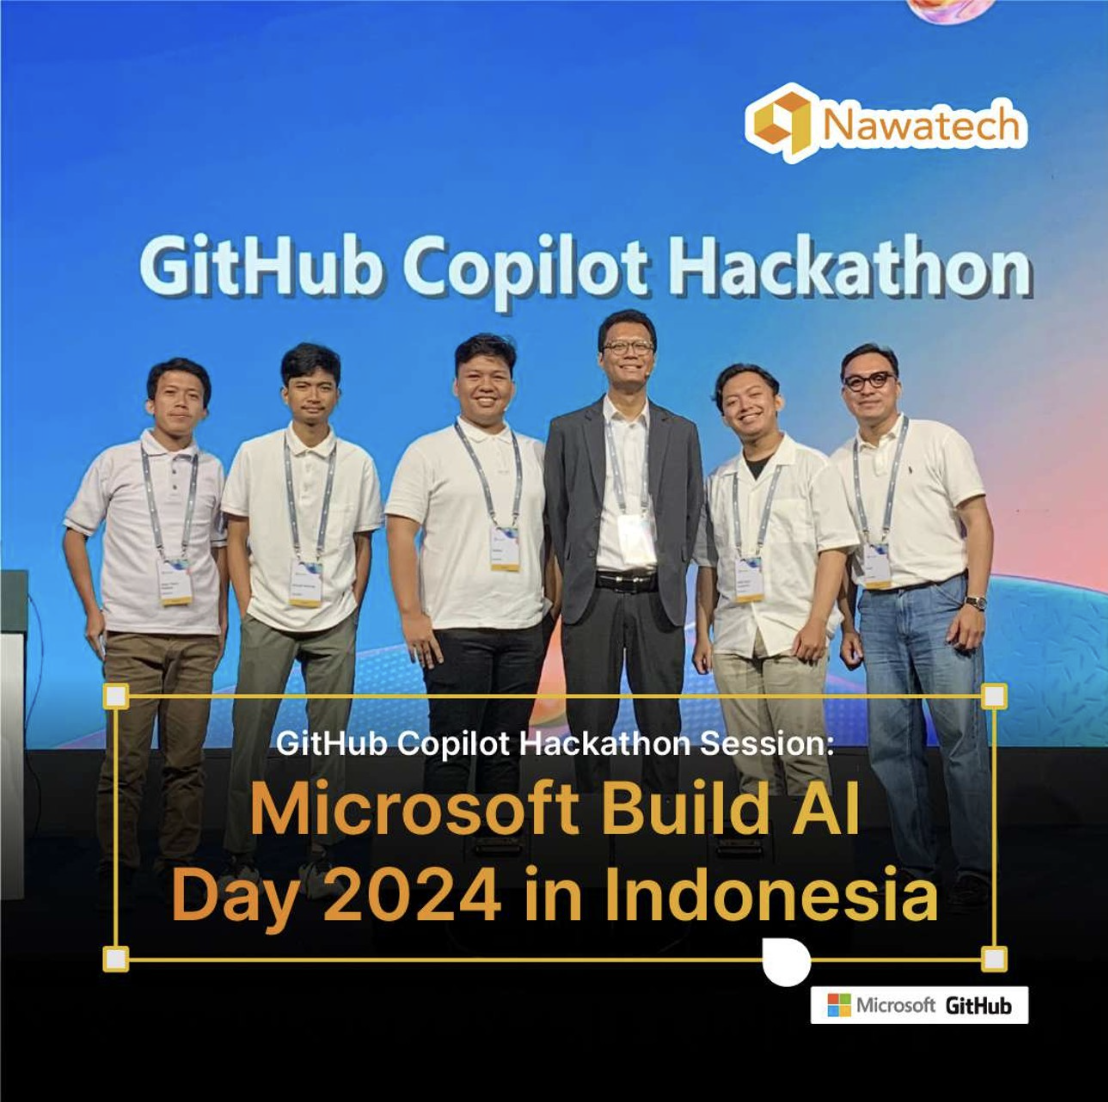 Nawatech
GitHub Copilot Hackathon
GitHub Copilot Hackathon Session:
Microsoft Build AI
Day 2024 in Indonesia
Microsoft GitHub